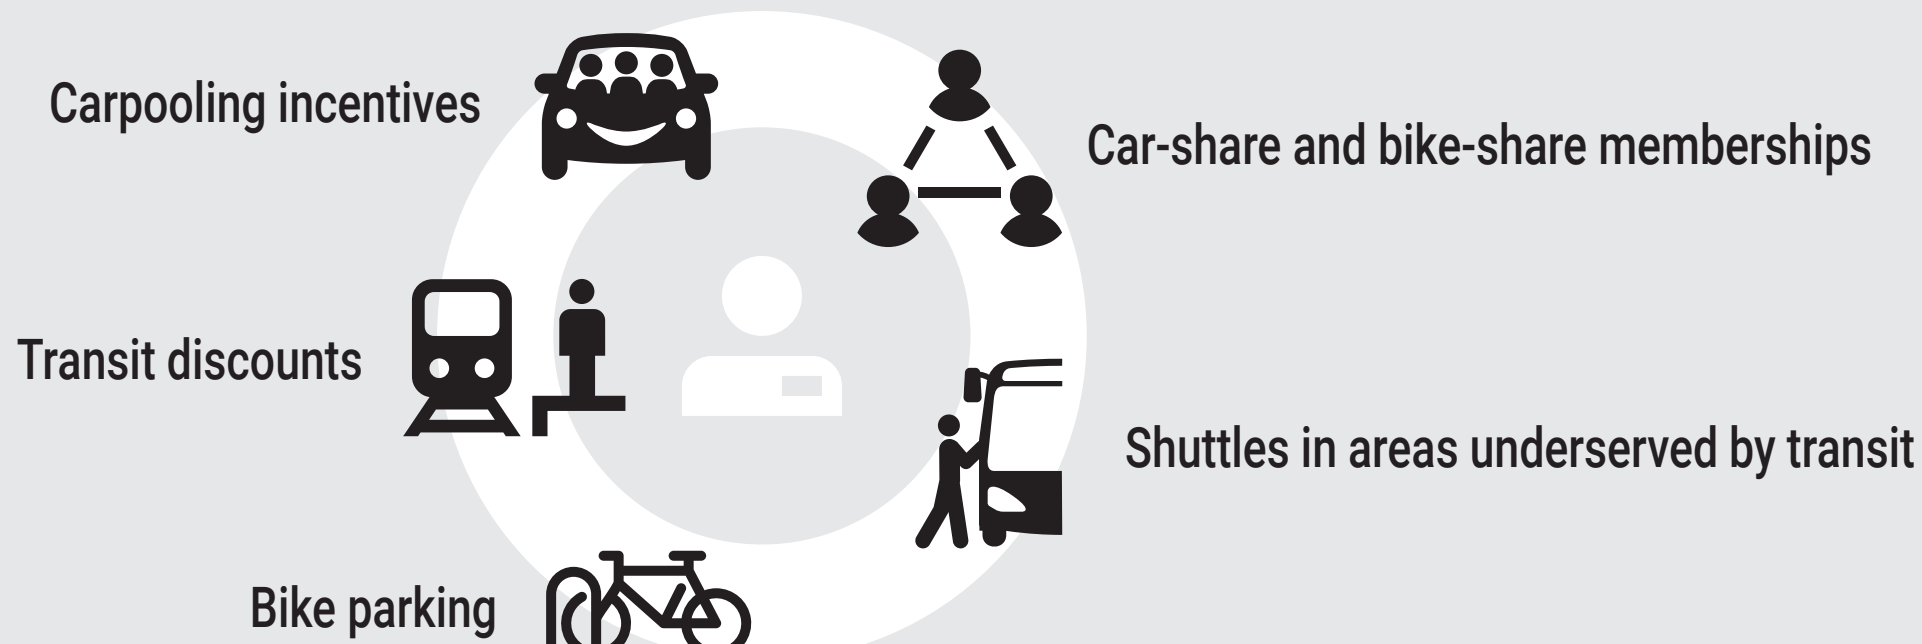 Carpooling incentives
Car-share and bike-share memberships
Transit discounts
Shuttles in areas underserved by transit
Bike parking